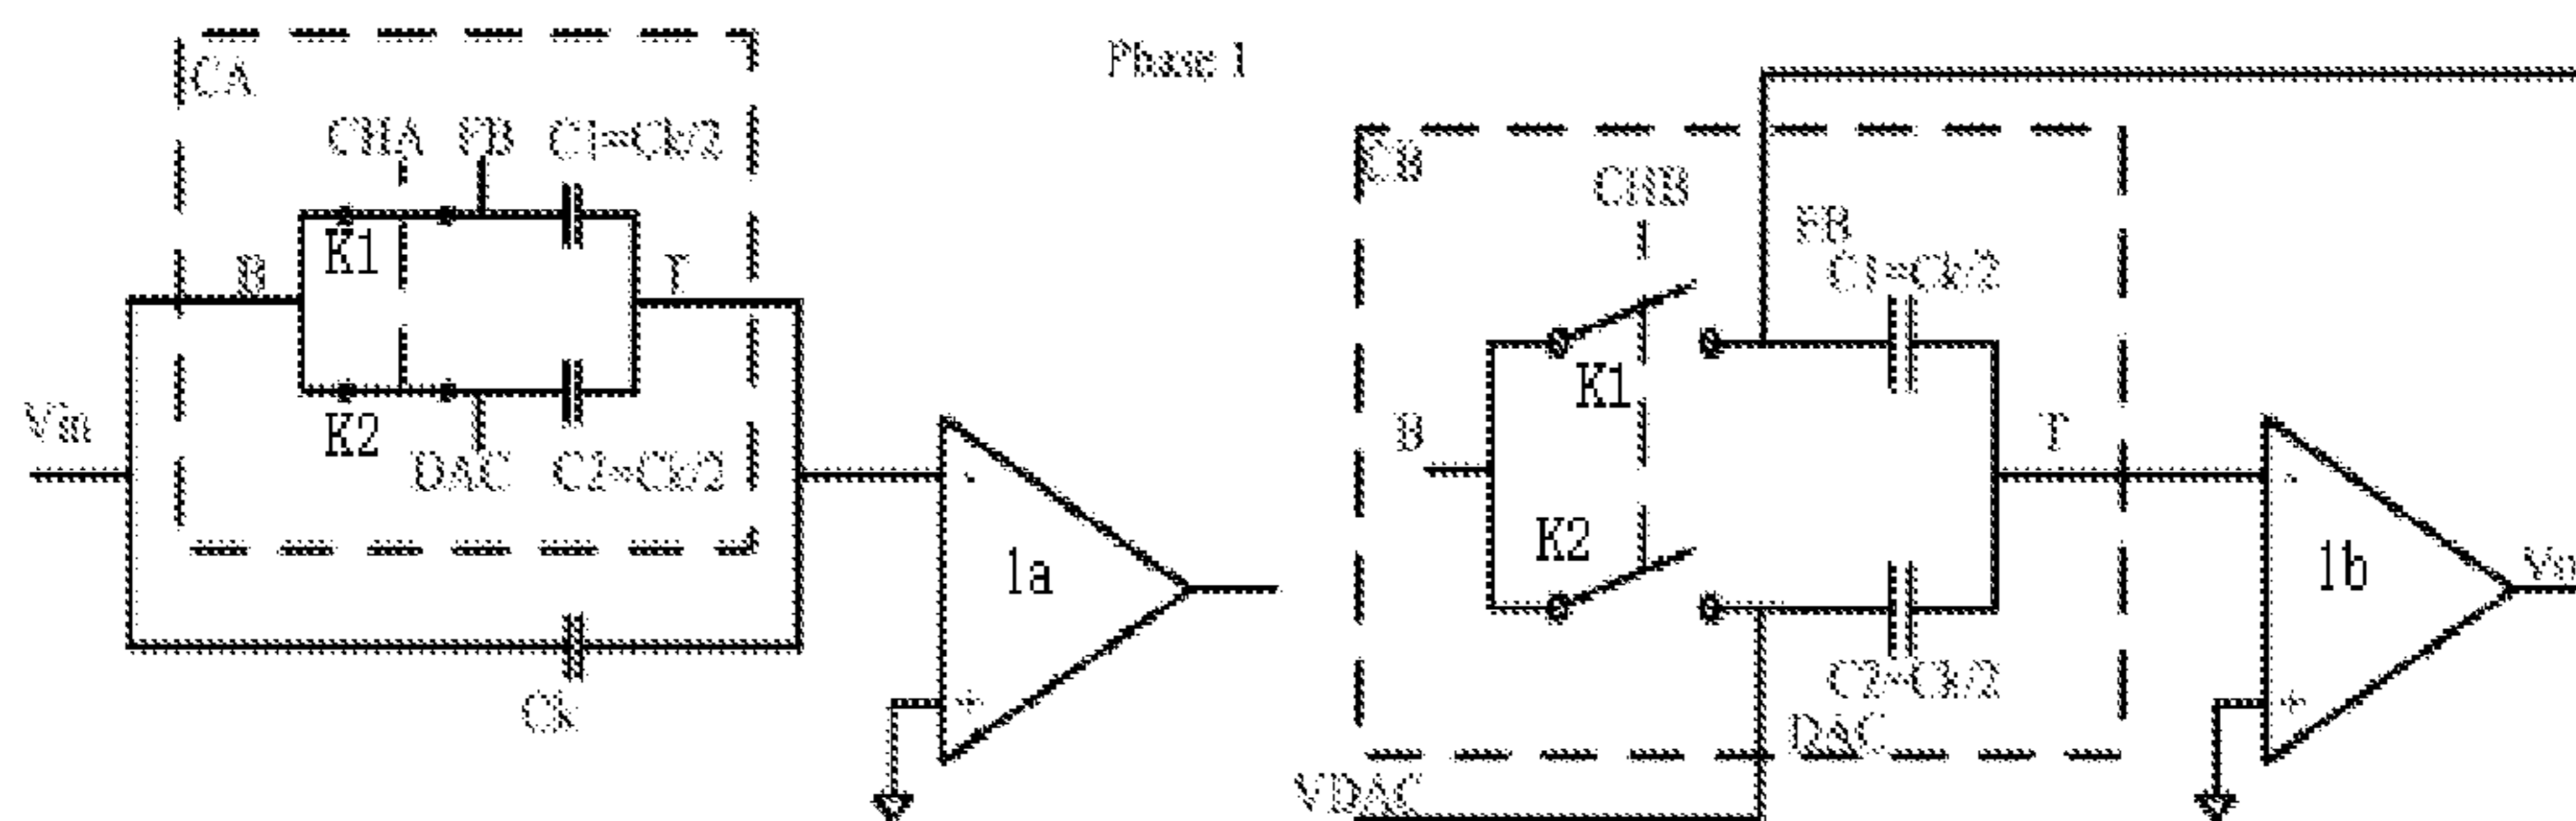 Phase 1
CA
CHA
FB
C1=Ck/2
K1
B
T
Vin
K2
DAC
C2=Ck/2
Ck
-
+
1a
CB
CHB
FB
C1=Ck/2
K1
B
K2
T
C2=Ck/2
DAC
VDAC
-
+
1b